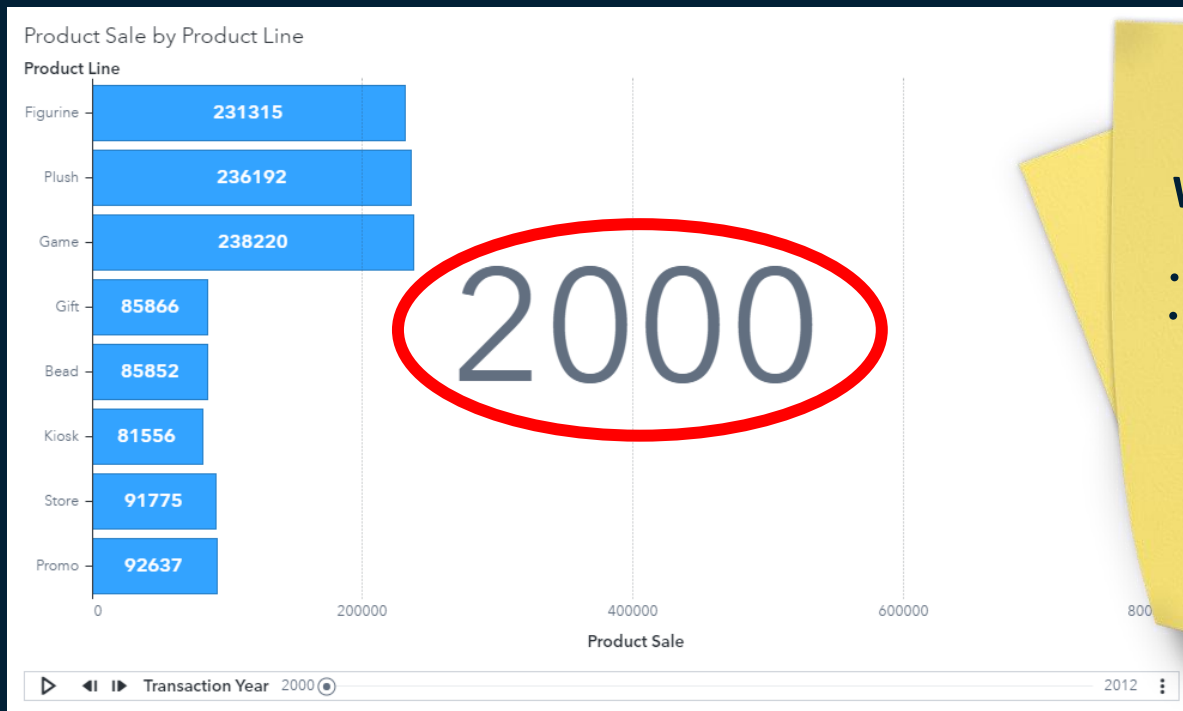 Product Sale by Product Line
Product Line
Figurine
231315
Plush
236192
Game
238220
2000
Gift
85866
Bead
85852
Kiosk
81556
Store
91775
Promo
92637
0 200000 400000 600000
Product Sale
Transaction Year 2000 2012